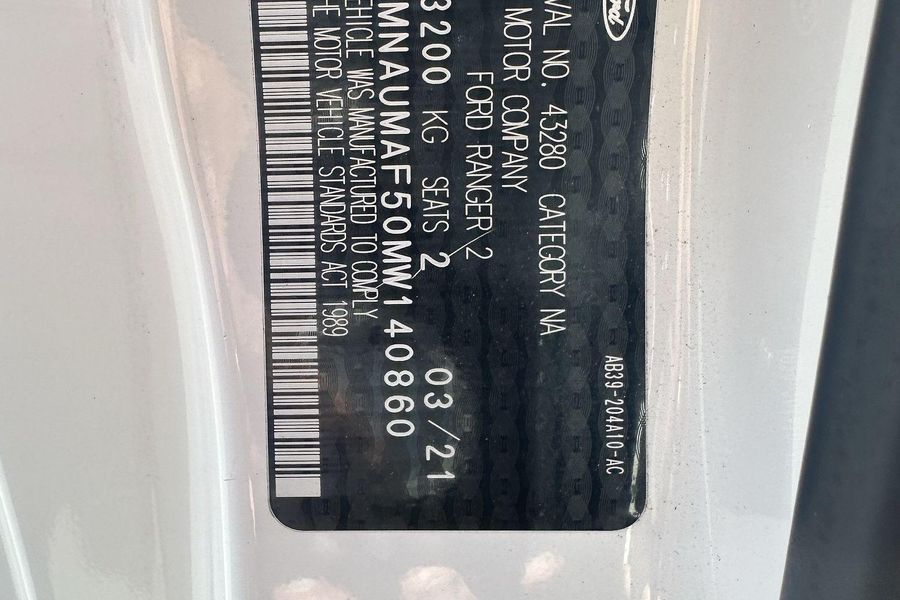 Ford
VAL NO. 43280 CATEGORY NA
MOTOR COMPANY
FORD RANGER 2
3200 KG SEATS 2 03/21
MNAUMAF50MW140860
EHICLE WAS MANUFACTURED TO COMPLY
HE MOTOR VEHICLE STANDARDS ACT 1989
AB39-204A10-AC